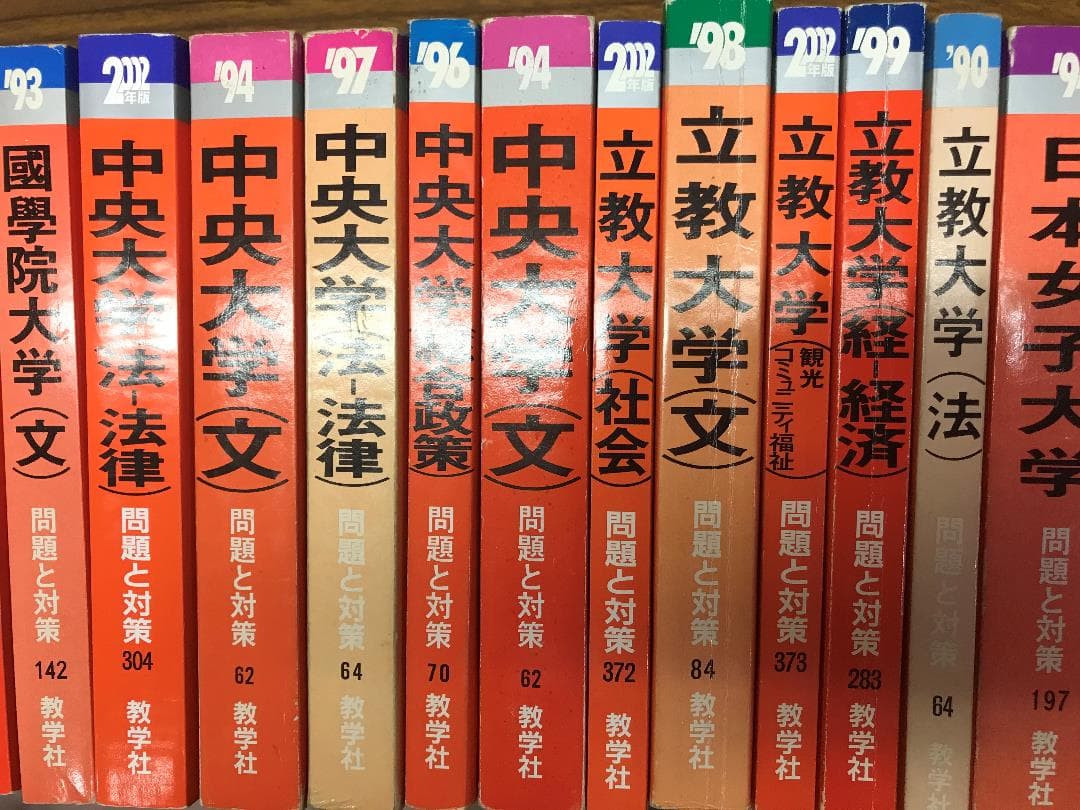 '93
國學院大学(文)
問題と対策
142
教学社
2002年版
中央大学(法-法律)
問題と対策
304
教学社
'94
中央大学(文)
問題と対策
62
教学社
'97
中央大学(法-法律)
問題と対策
64
教学社
'96
中央大学(総合政策)
問題と対策
70
教学社
'94
中央大学(文)
問題と対策
62
教学社
2002年版
立教大学(社会)
問題と対策
372
教学社
'98
立教大学(文)
問題と対策
84
教学社
2002年版
立教大学(観光
コミュニティ福祉)
問題と対策
373
教学社
'99
立教大学(経-経済)
問題と対策
283
教学社
'90
立教大学(法)
問題と対策
64
教学社
日本女子大学
問題と対策
197
教学社